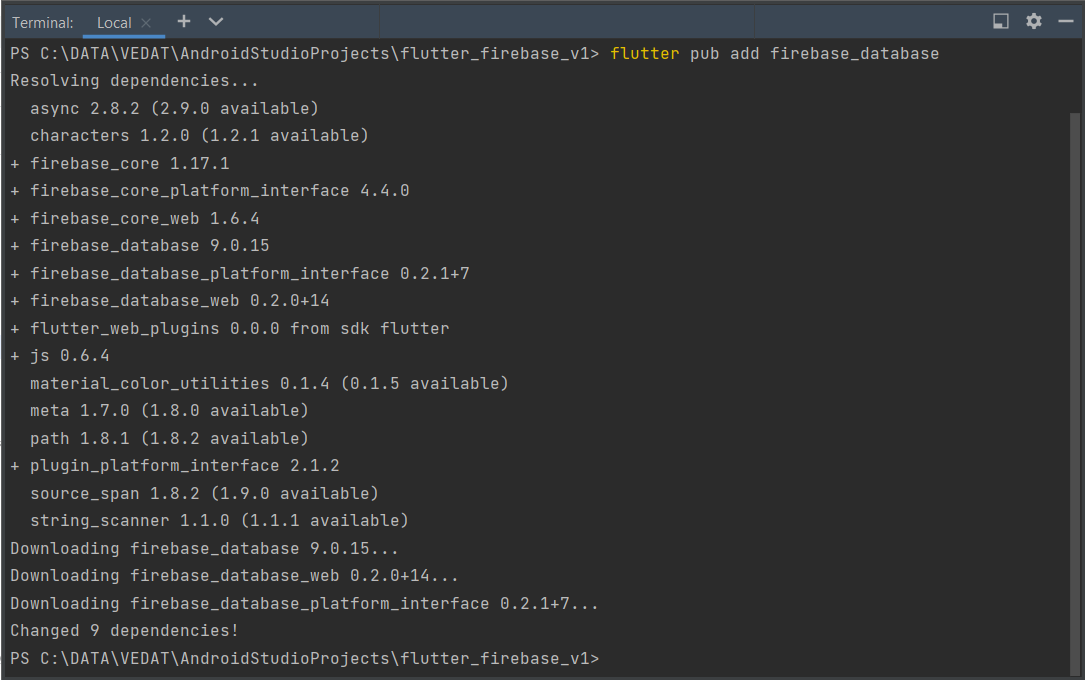 Terminal: Local
PS C:\DATA\VEDAT\AndroidStudioProjects\flutter_firebase_v1> flutter pub add firebase_database
Resolving dependencies...
async 2.8.2 (2.9.0 available)
characters 1.2.0 (1.2.1 available)
+ firebase_core 1.17.1
+ firebase_core_platform_interface 4.4.0
+ firebase_core_web 1.6.4
+ firebase_database 9.0.15
+ firebase_database_platform_interface 0.2.1+7
+ firebase_database_web 0.2.0+14
+ flutter_web_plugins 0.0.0 from sdk flutter
+ js 0.6.4
material_color_utilities 0.1.4 (0.1.5 available)
meta 1.7.0 (1.8.0 available)
path 1.8.1 (1.8.2 available)
+ plugin_platform_interface 2.1.2
source_span 1.8.2 (1.9.0 available)
string_scanner 1.1.0 (1.1.1 available)
Downloading firebase_database 9.0.15...
Downloading firebase_database_web 0.2.0+14...
Downloading firebase_database_platform_interface 0.2.1+7...
Changed 9 dependencies!
PS C:\DATA\VEDAT\AndroidStudioProjects\flutter_firebase_v1>